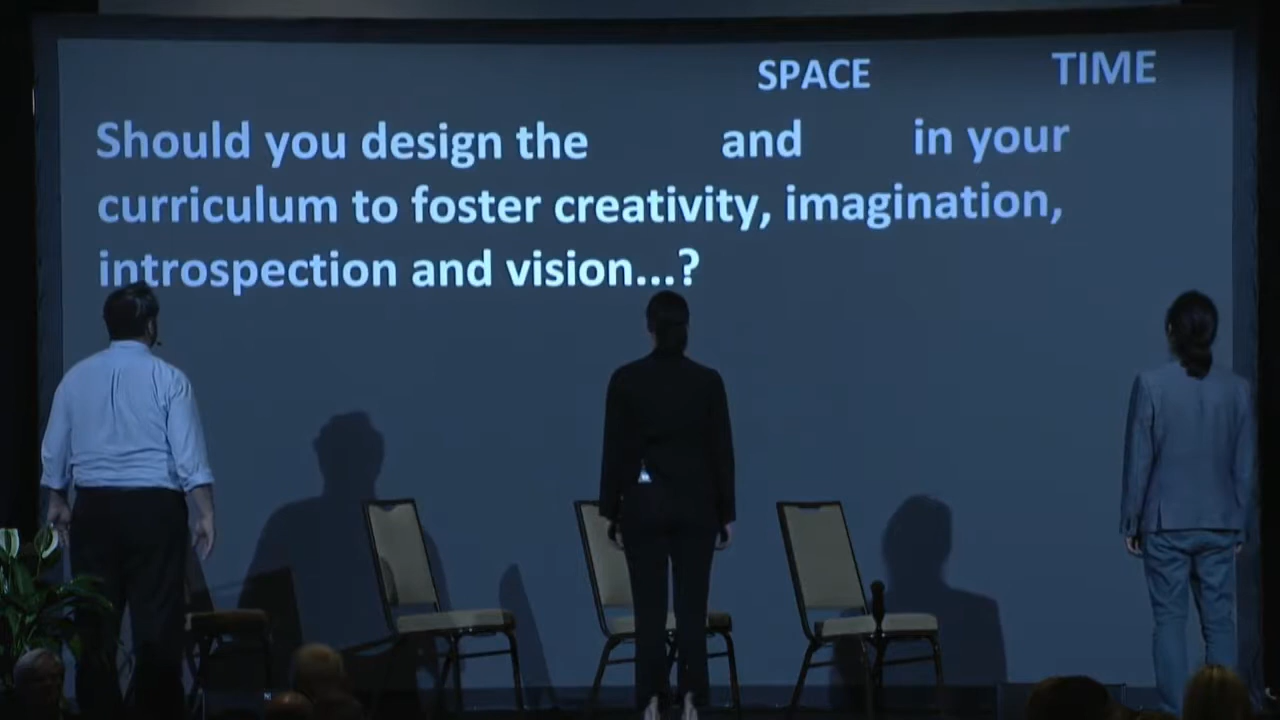 SPACE TIME
Should you design the and in your
curriculum to foster creativity, imagination,
introspection and vision...?